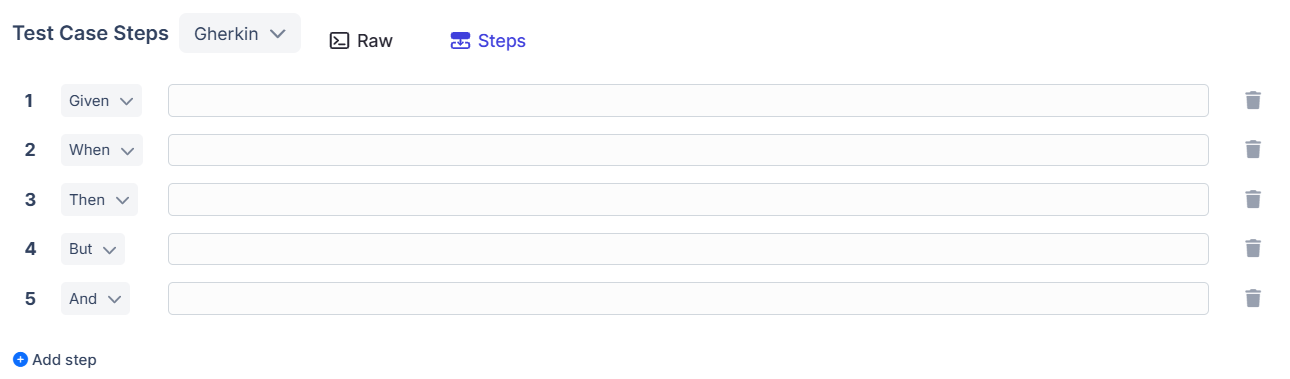 Test Case Steps Gherkin Raw Steps
1 Given
2 When
3 Then
4 But
5 And
Add step